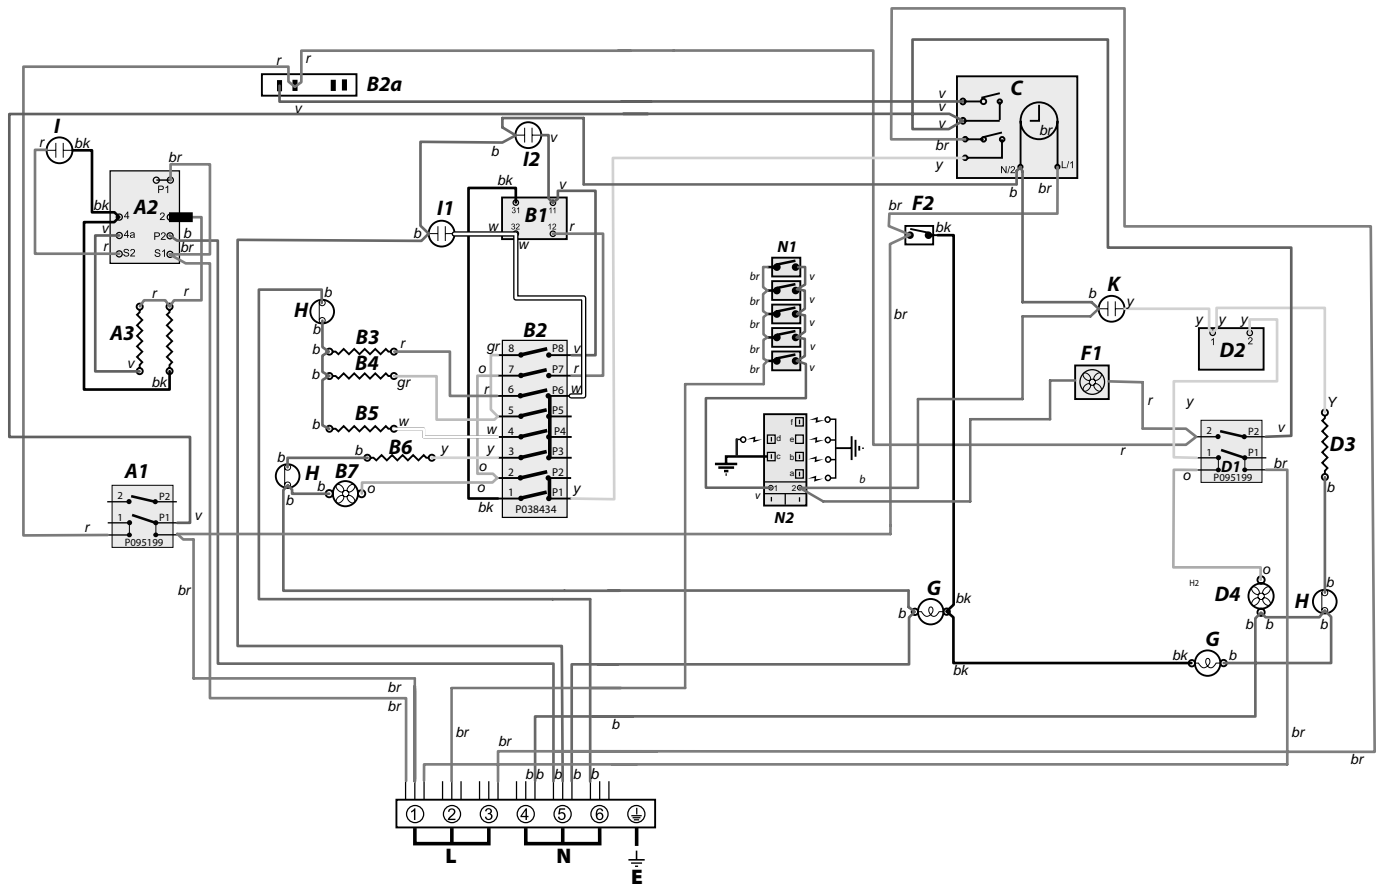 r
r
B2a
v
C
v
v
v
br
y
br
N/2
L/1
b
br
I
r
bk
br
P1
A2
bk
4
2
v
4a
P2
b
r
S2
S1
br
r
r
A3
v
bk
b
I2
v
bk
v
31
11
B1
I1
b
w
32
12
r
w
br
F2
bk
N1
br
v
br
v
br
v
br
v
br
v
br
b
K
y
y
y
y
1
2
D2
F1
r
y
r
b
H
b
B3
r
b
B4
gr
b
b
B5
w
b
B6
y
b
H
B7
b
o
b
B2
gr
8
P8
v
o
7
P7
r
r
6
P6
w
5
P5
w
4
P4
y
3
P3
o
2
P2
o
1
P1
y
bk
P038434
f
d
e
c
b
a
1
2
v
b
N2
2
P2
v
1
P1
D1
br
o
P095199
Y
D3
b
A1
2
P2
1
P1
v
r
P095199
br
G
b
bk
bk
o
H2
D4
b
b
H
b
b
G
bk
b
br
br
br
br
b
br
br
b
b
b
b
b
1
2
3
4
5
6
L
N
E